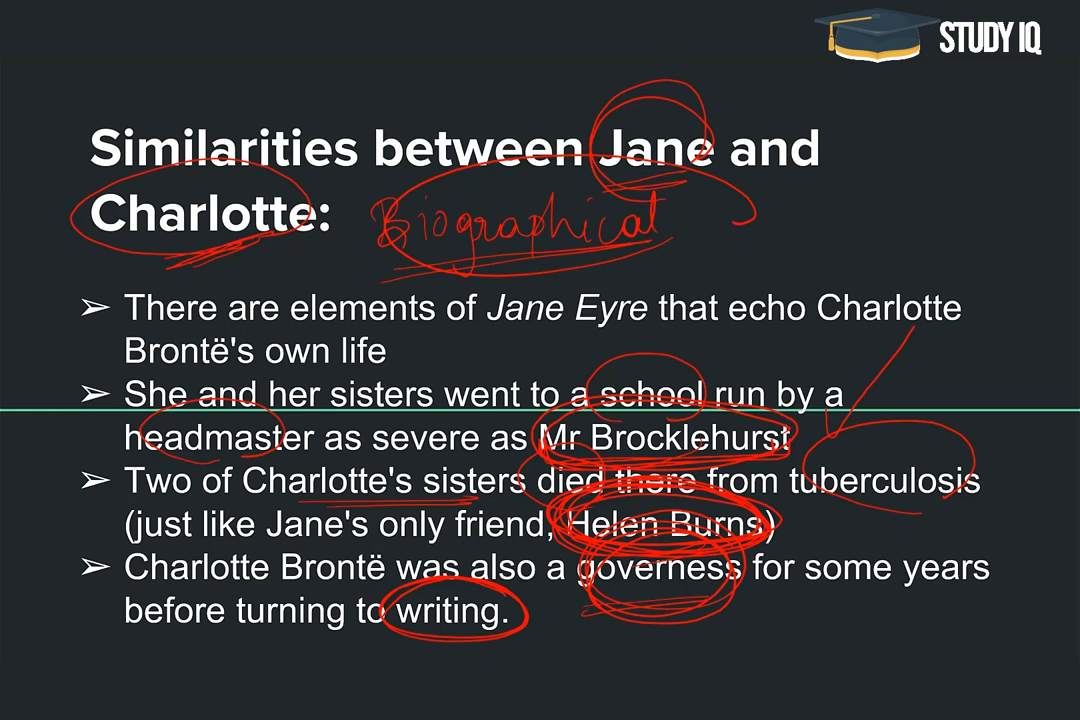 STUDY IQ
Similarities between Jane and
Charlotte:
Biographical
➢ There are elements of Jane Eyre that echo Charlotte
Brontë's own life
➢ She and her sisters went to a school run by a
headmaster as severe as Mr Brocklehurst
➢ Two of Charlotte's sisters died there from tuberculosis
(just like Jane's only friend, Helen Burns)
➢ Charlotte Brontë was also a governess for some years
before turning to writing.